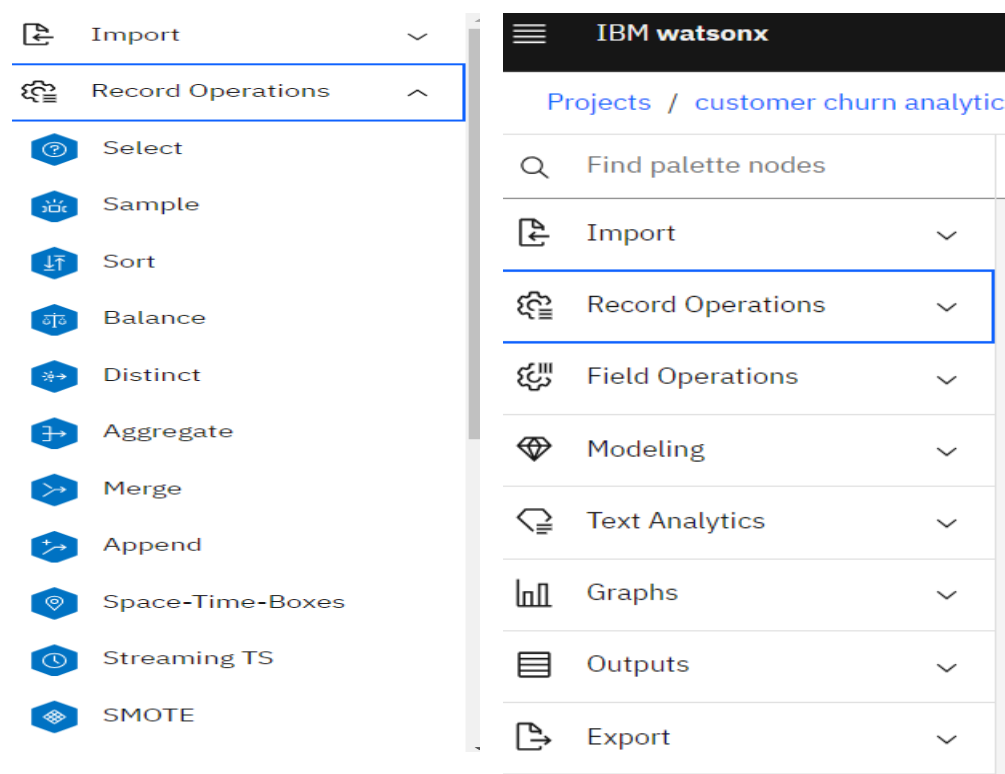 Import
Record Operations
Select
Sample
Sort
Balance
Distinct
Aggregate
Merge
Append
Space-Time-Boxes
Streaming TS
SMOTE
IBM watsonx
Projects / customer churn analytic
Find palette nodes
Import
Record Operations
Field Operations
Modeling
Text Analytics
Graphs
Outputs
Export